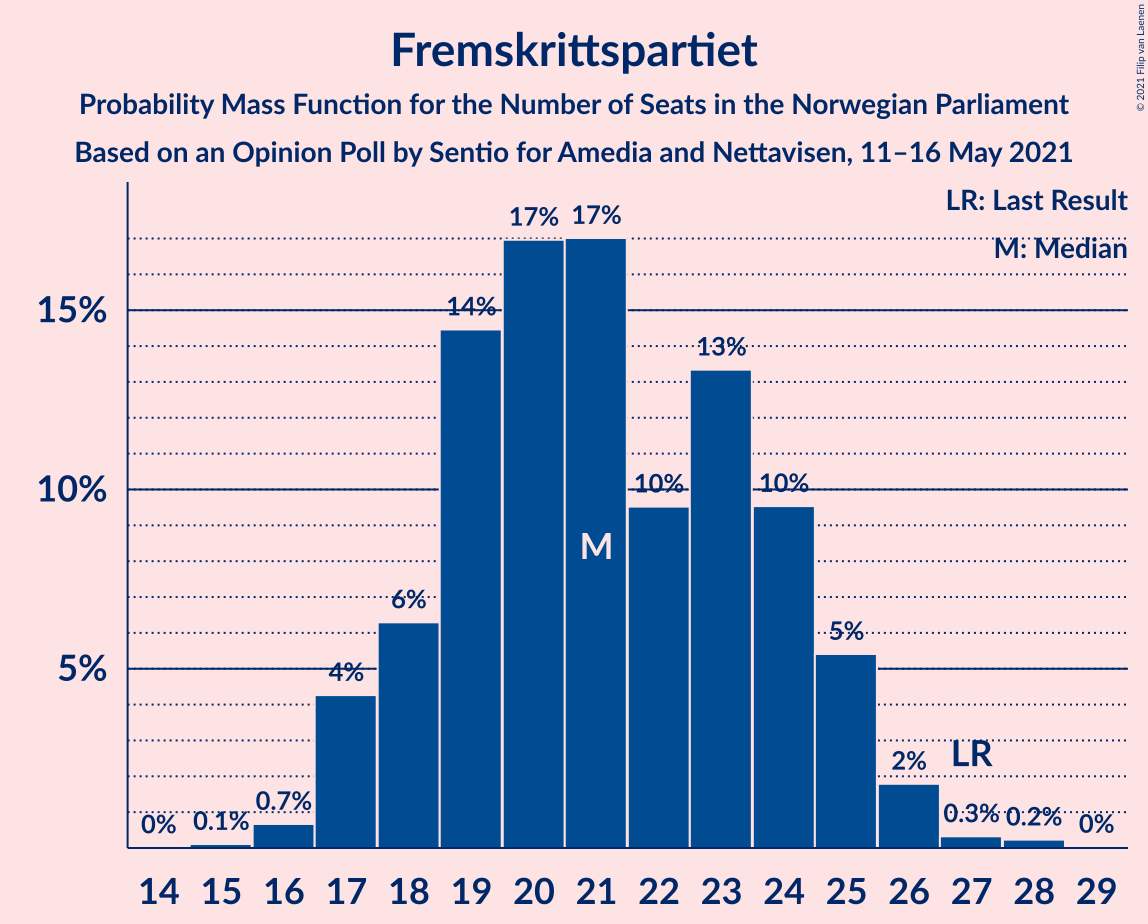 Fremskrittspartiet
Probability Mass Function for the Number of Seats in the Norwegian Parliament
Based on an Opinion Poll by Sentio for Amedia and Nettavisen, 11–16 May 2021
© 2021 Filip van Laenen
LR: Last Result
M: Median
15%
10%
5%
0%
0.1%
0.7%
4%
6%
14%
17%
17%
10%
13%
10%
5%
2%
0.3%
0.2%
0%
M
LR
14 15 16 17 18 19 20 21 22 23 24 25 26 27 28 29